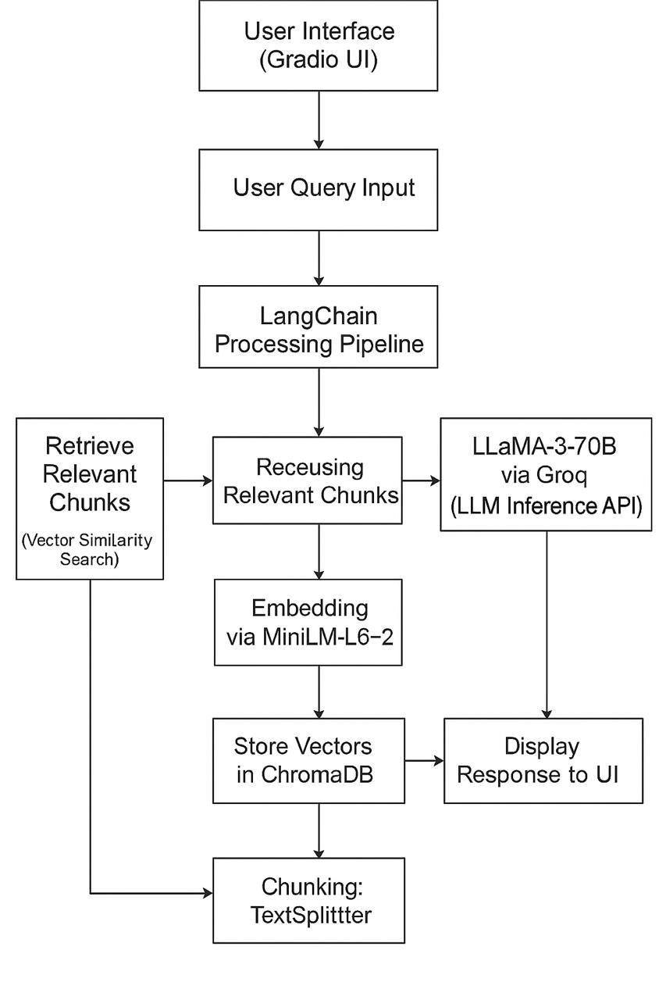 User Interface
(Gradio UI)
User Query Input
LangChain
Processing Pipeline
Retrieve
Relevant
Chunks
(Vector Similarity
Search)
Receusing
Relevant Chunks
LLaMA-3-70B
via Groq
(LLM Inference API)
Embedding
via MiniLM-L6-2
Store Vectors
in ChromaDB
Display
Response to UI
Chunking:
TextSplittter